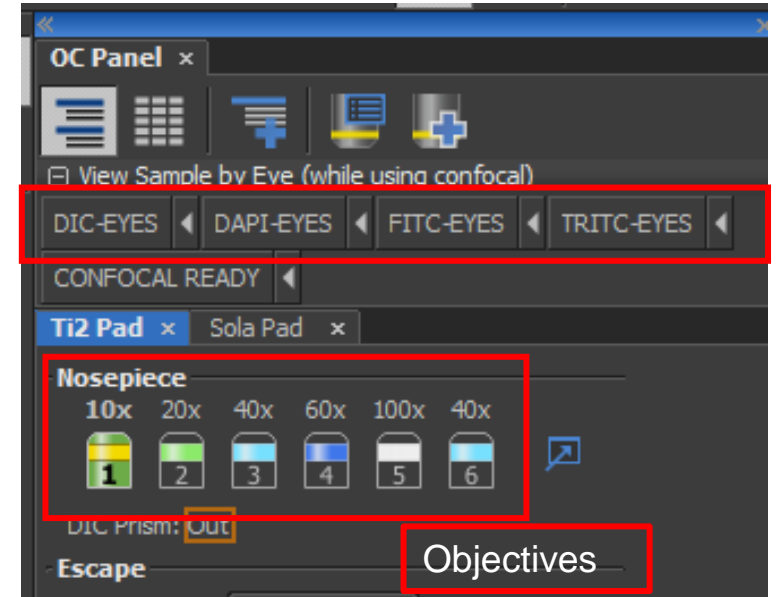 OC Panel ×
View Sample by Eye (while using confocal)
DIC-EYES DAPI-EYES FITC-EYES TRITC-EYES
CONFOCAL READY
Ti2 Pad × Sola Pad ×
Nosepiece
10x 20x 40x 60x 100x 40x
1 2 3 4 5 6
DIC Prism: Out
Objectives
Escape